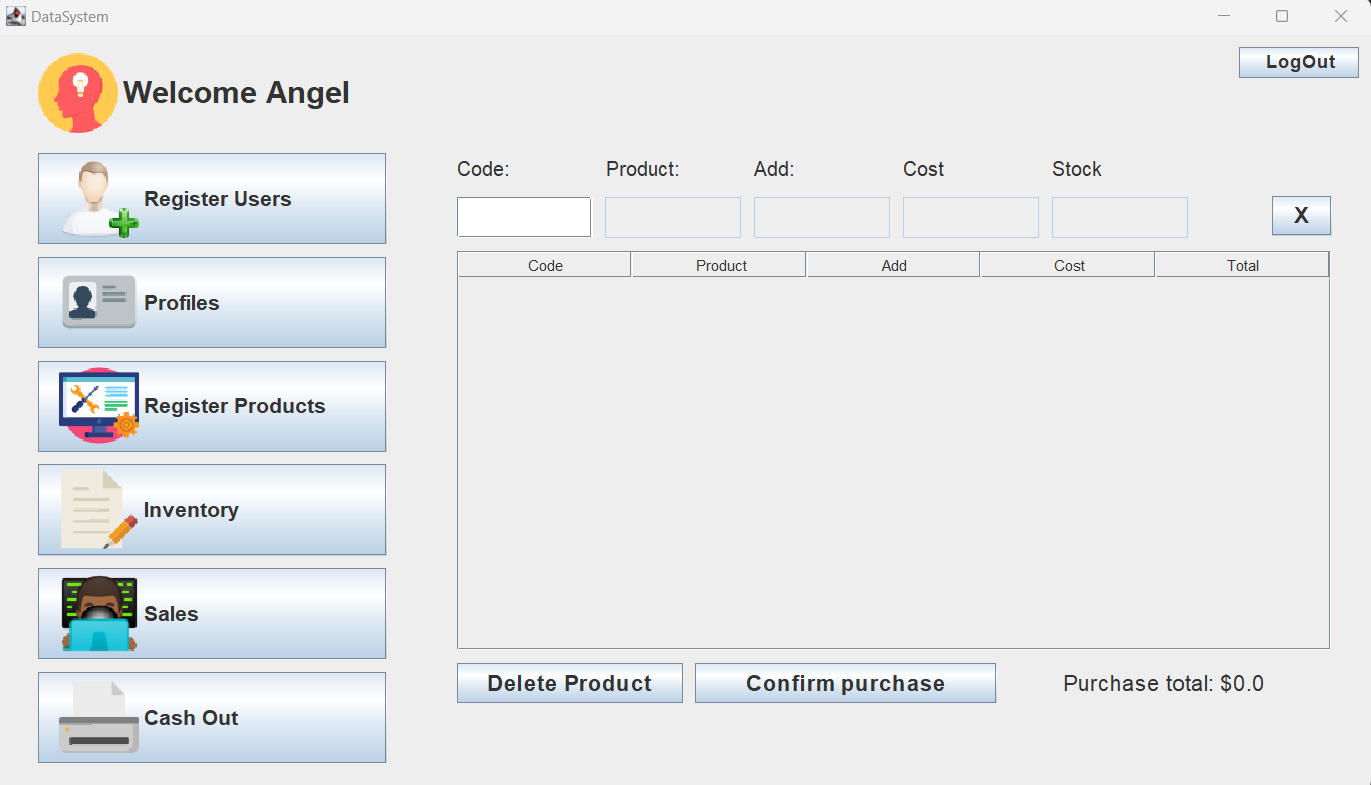 DataSystem
LogOut
Welcome Angel
Register Users
Profiles
Register Products
Inventory
Sales
Cash Out
Code: Product: Add: Cost Stock
X
Code Product Add Cost Total
Delete Product Confirm purchase Purchase total: $0.0